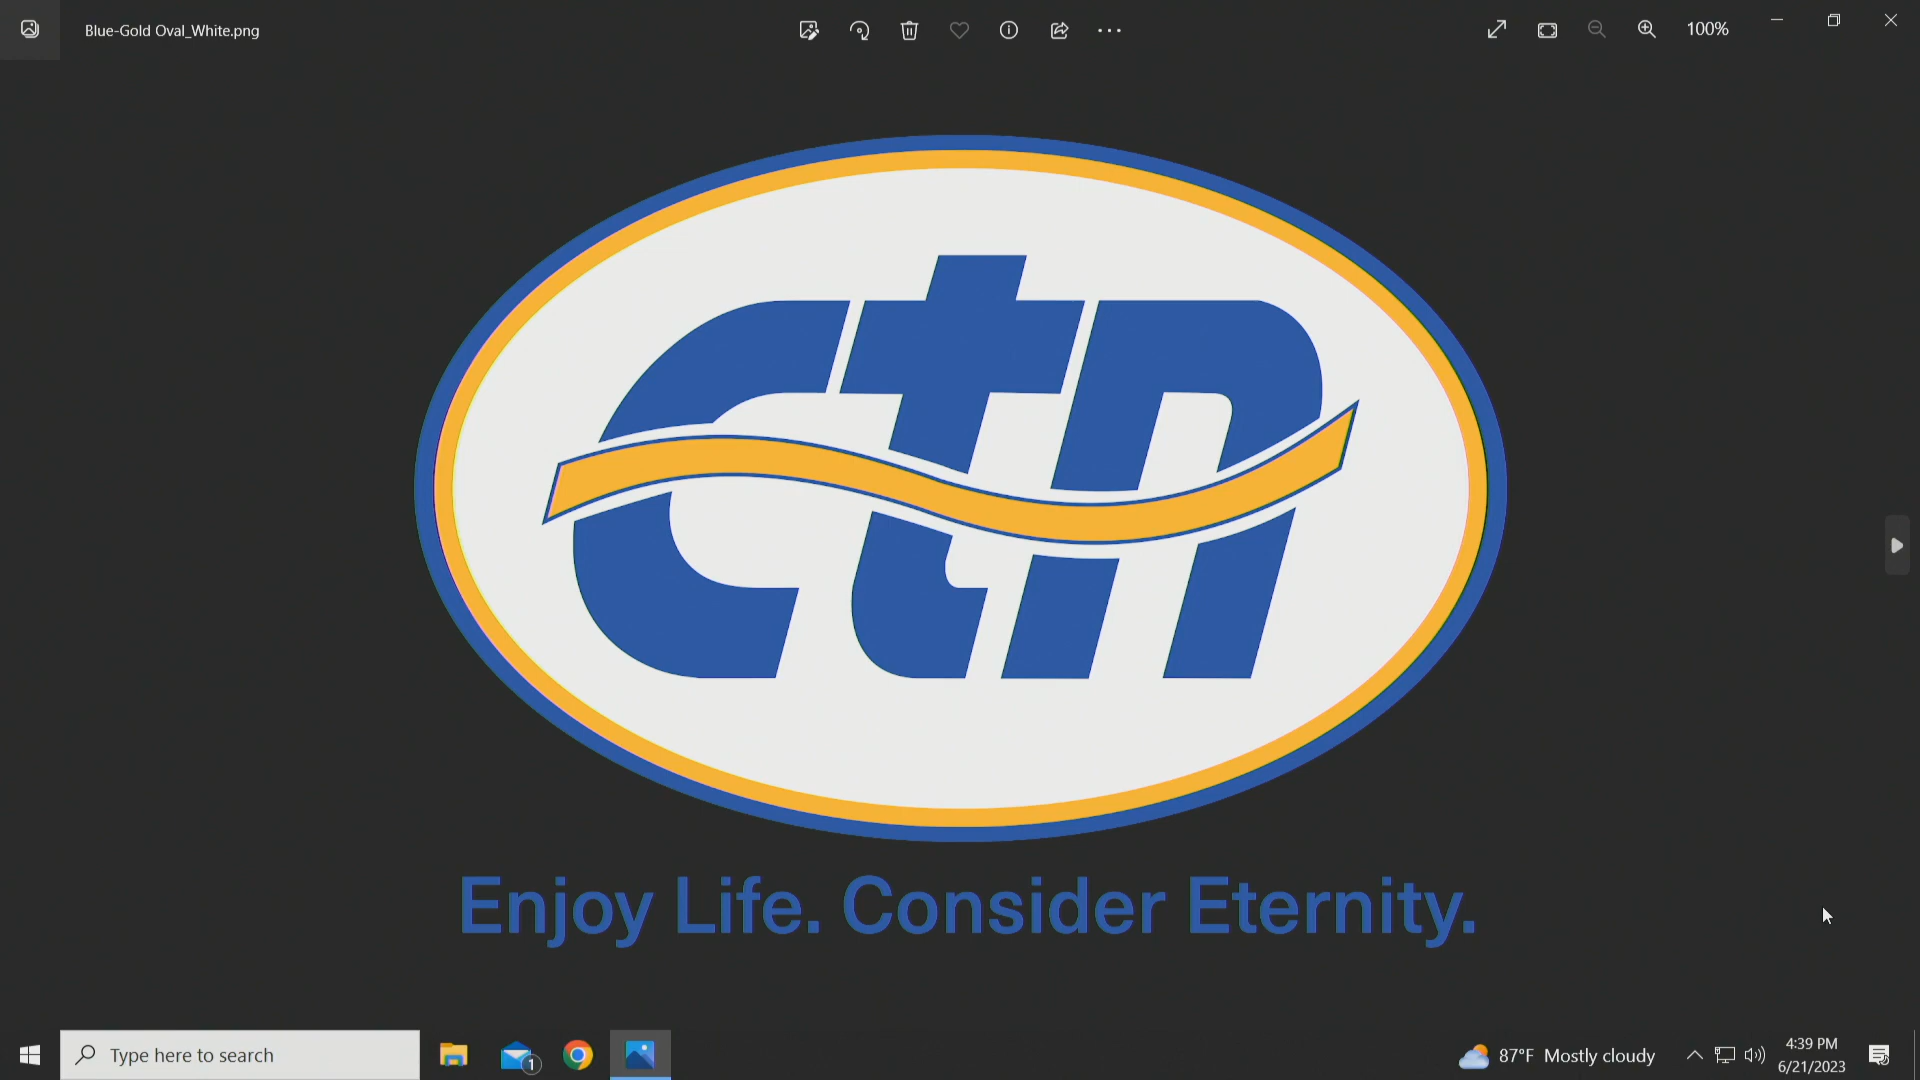 Blue-Gold Oval_White.png
100%
ctn
Enjoy Life. Consider Eternity.
Type here to search
1
87°F Mostly cloudy
4:39 PM
6/21/2023